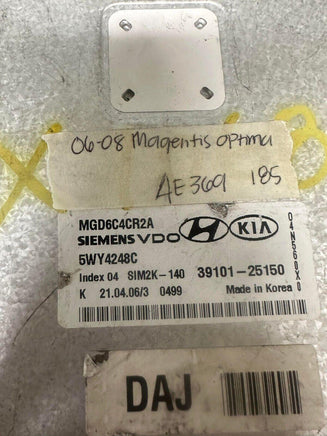 06-08 Magentis optima
AE369 185
MGD6C4CR2A
SIEMENS VDO KIA
5WY4248C
Index 04 SIM2K-140 39101-25150
K 21.04.06/3 0499 Made in Korea
DAJ